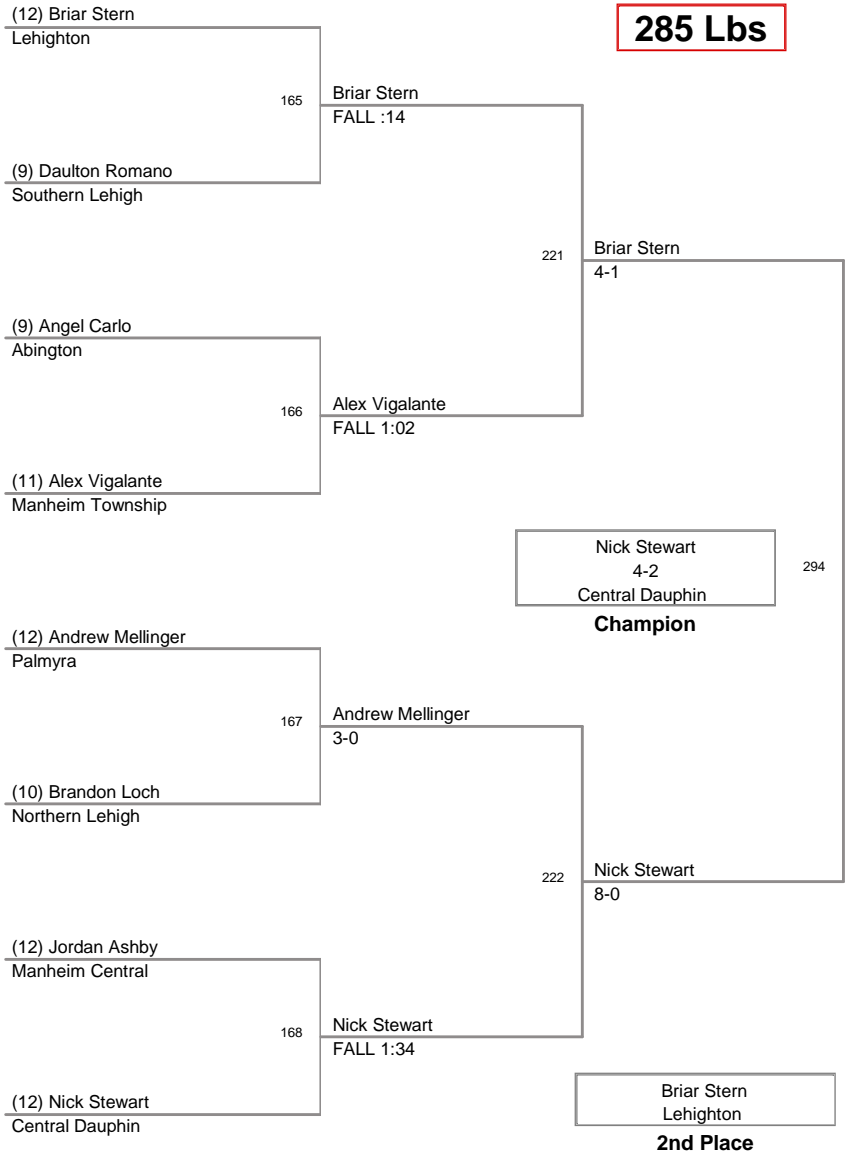 (12) Briar Stern
Lehighton
285 Lbs
165
Briar Stern
FALL :14
(9) Daulton Romano
Southern Lehigh
221
Briar Stern
4-1
(9) Angel Carlo
Abington
166
Alex Vigalante
FALL 1:02
(11) Alex Vigalante
Manheim Township
Nick Stewart
4-2
Central Dauphin
294
Champion
(12) Andrew Mellinger
Palmyra
167
Andrew Mellinger
3-0
(10) Brandon Loch
Northern Lehigh
222
Nick Stewart
8-0
(12) Jordan Ashby
Manheim Central
168
Nick Stewart
FALL 1:34
(12) Nick Stewart
Central Dauphin
Briar Stern
Lehighton
2nd Place